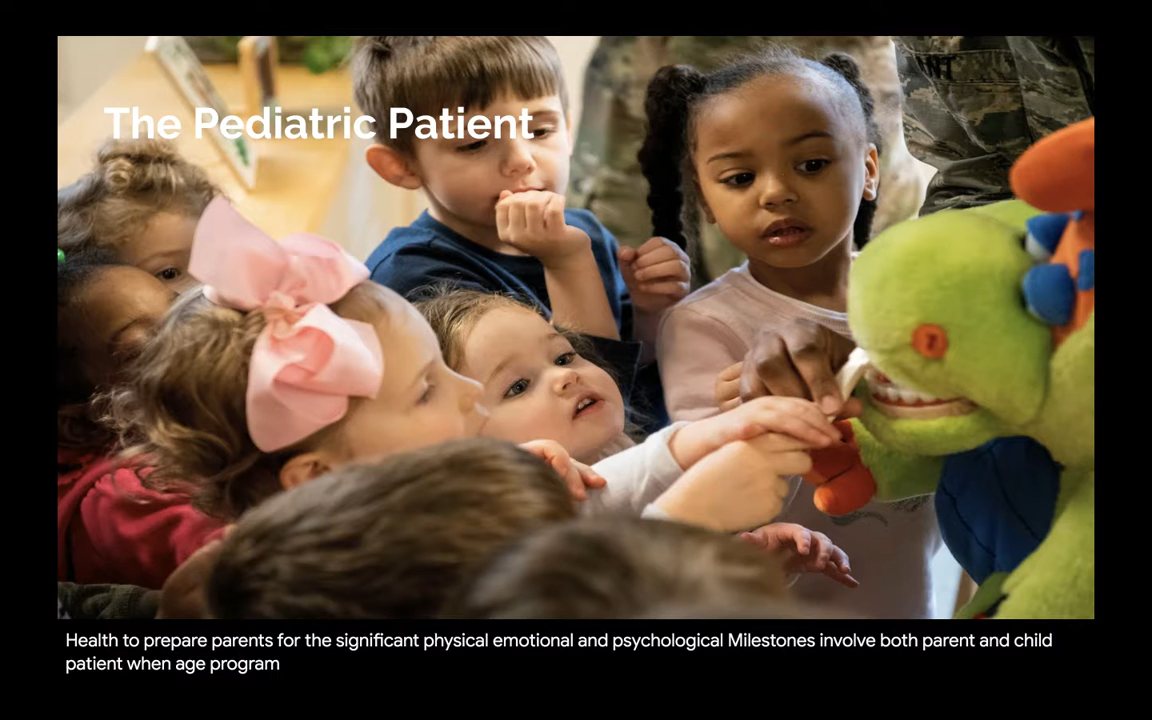 The Pediatric Patient
Health to prepare parents for the significant physical emotional and psychological Milestones involve both parent and child
patient when age program